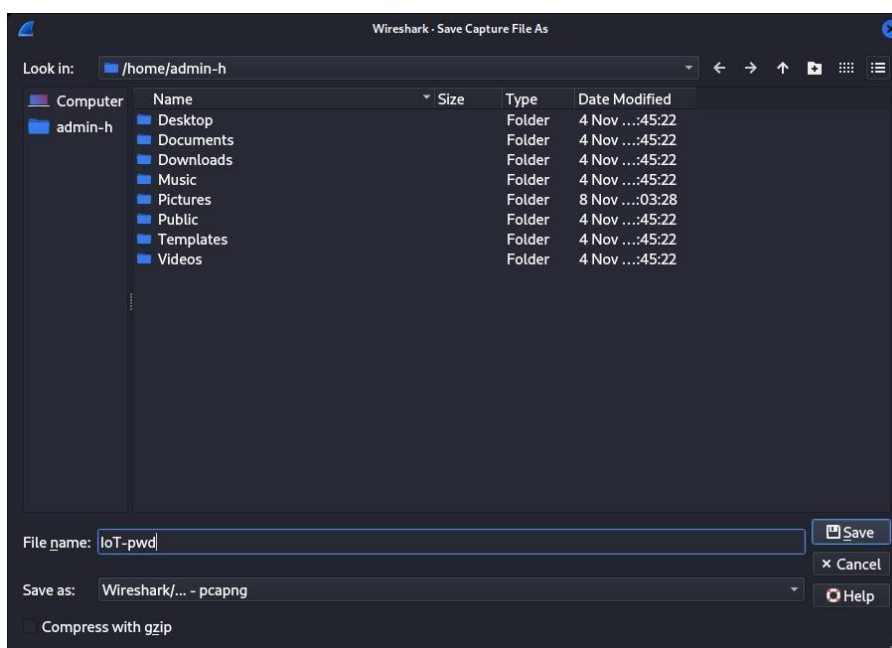 Wireshark · Save Capture File As
Look in: /home/admin-h
Computer
admin-h
Name Size Type Date Modified
Desktop Folder 4 Nov ...:45:22
Documents Folder 4 Nov ...:45:22
Downloads Folder 4 Nov ...:45:22
Music Folder 4 Nov ...:45:22
Pictures Folder 8 Nov ...:03:28
Public Folder 4 Nov ...:45:22
Templates Folder 4 Nov ...:45:22
Videos Folder 4 Nov ...:45:22
File name: IoT-pwd
Save
Cancel
Save as: Wireshark/... - pcapng
Help
Compress with gzip